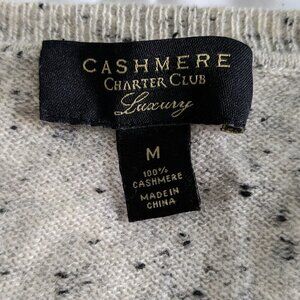 CASHMERE
CHARTER CLUB
Luxury
M
100%
CASHMERE
MADE IN
CHINA